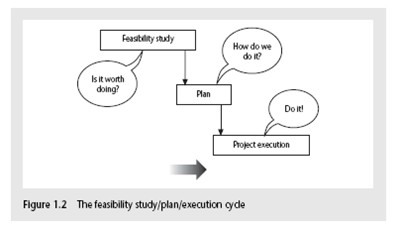 Feasibility study
How do we
do it?
Is it worth
doing?
Plan
Do it!
Project execution
Figure 1.2 The feasibility study/plan/execution cycle